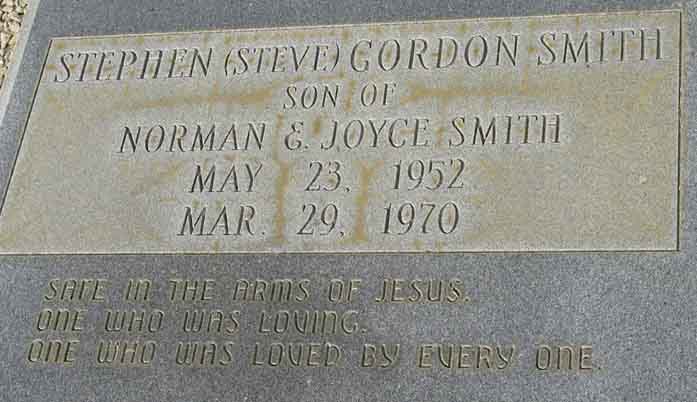 STEPHEN (STEVE) GORDON SMITH
SON OF
NORMAN & JOYCE SMITH
MAY 23, 1952
MAR. 29, 1970
SAFE IN THE ARMS OF JESUS.
ONE WHO WAS LOVING.
ONE WHO WAS LOVED BY EVERY ONE.